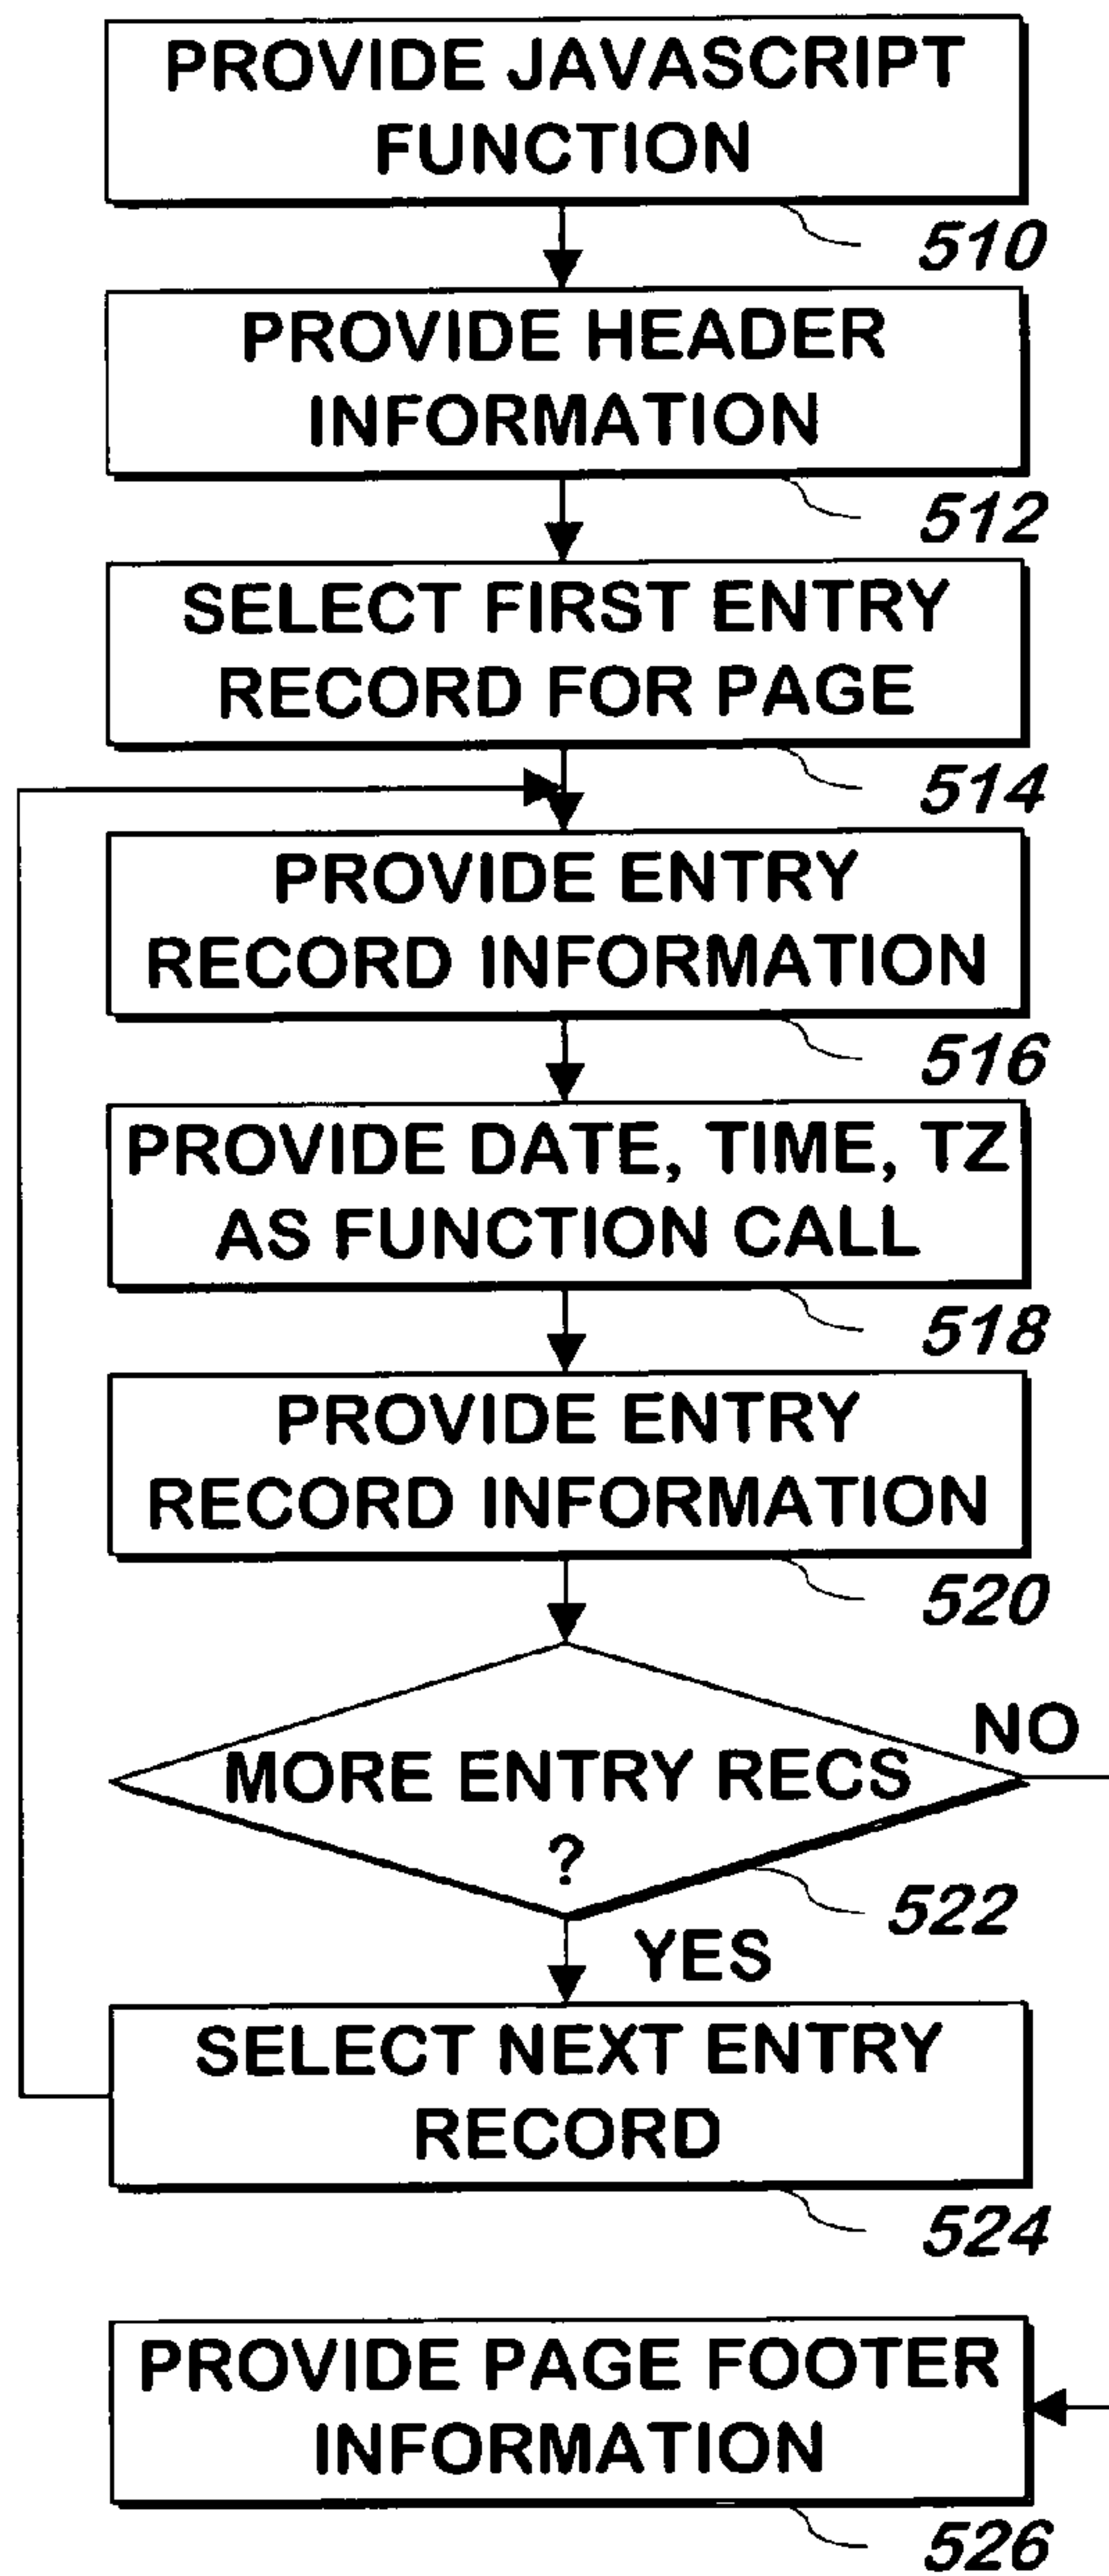 PROVIDE JAVASCRIPT
FUNCTION
510
PROVIDE HEADER
INFORMATION
512
SELECT FIRST ENTRY
RECORD FOR PAGE
514
PROVIDE ENTRY
RECORD INFORMATION
516
PROVIDE DATE, TIME, TZ
AS FUNCTION CALL
518
PROVIDE ENTRY
RECORD INFORMATION
520
NO
MORE ENTRY RECS
?
522
YES
SELECT NEXT ENTRY
RECORD
524
PROVIDE PAGE FOOTER
INFORMATION
526